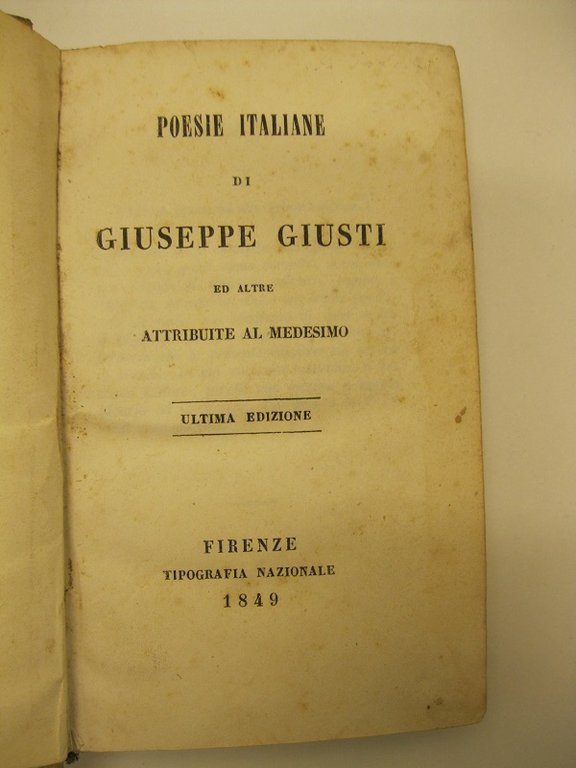 POESIE ITALIANE
DI
GIUSEPPE GIUSTI
ED ALTRE
ATTRIBUITE AL MEDESIMO
ULTIMA EDIZIONE
FIRENZE
TIPOGRAFIA NAZIONALE
1849